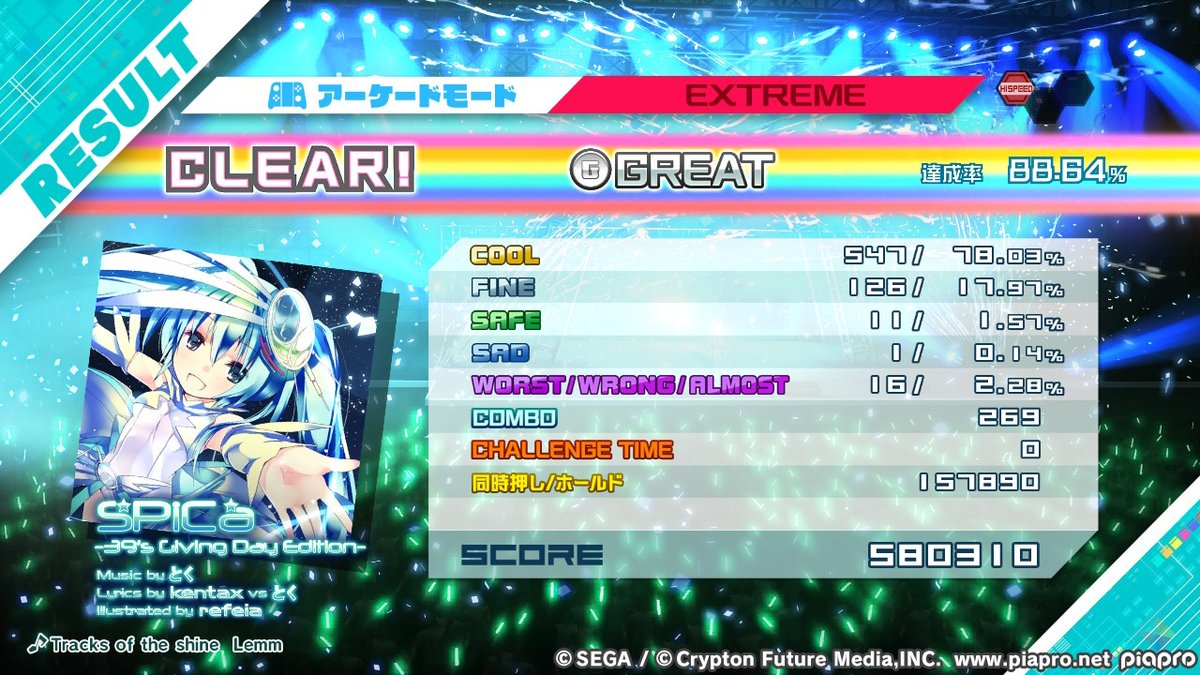 RESULT
アーケードモード EXTREME HISPEED
CLEAR! G GREAT 達成率 88.64%
COOL 547/ 78.03%
FINE 126/ 17.97%
SAFE 11/ 1.57%
SAD 1/ 0.14%
WORST/WRONG/ALMOST 16/ 2.28%
COMBO 269
CHALLENGE TIME 0
同時押し/ホールド 157890
SCORE 580310
SPiCa
-39's Giving Day Edition-
Music by とく
Lyrics by kentax vs とく
Illustrated by refeia
Tracks of the shine Lemm
© SEGA / © Crypton Future Media,INC. www.piapro.net piapro